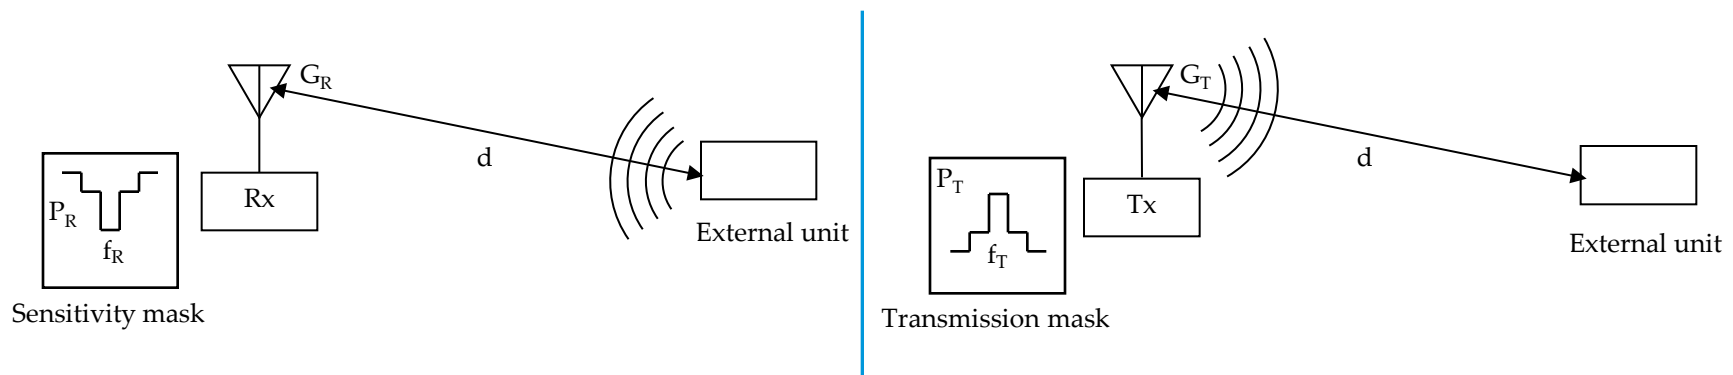 G_R
d
P_R
f_R
Rx
External unit
Sensitivity mask
G_T
d
P_T
f_T
Tx
External unit
Transmission mask